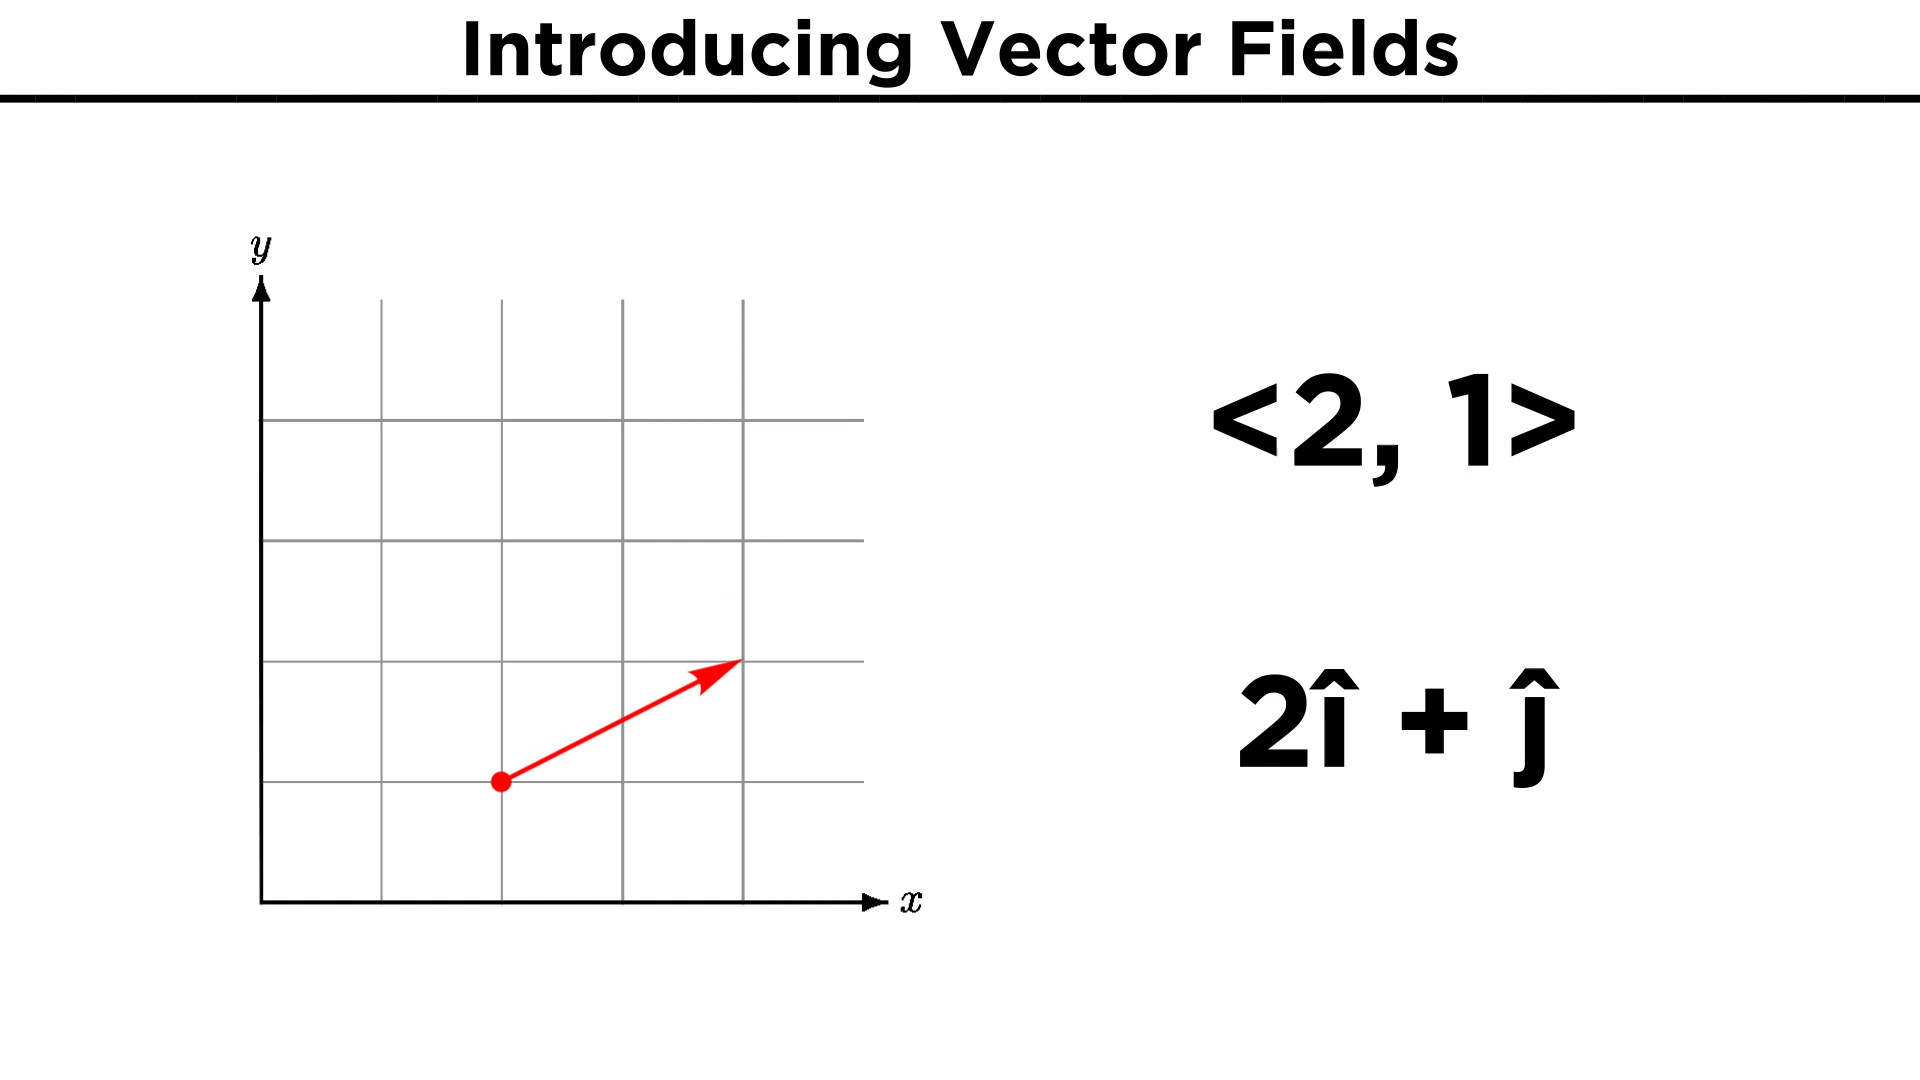 Introducing Vector Fields
y
<2, 1>
2î + ĵ
x